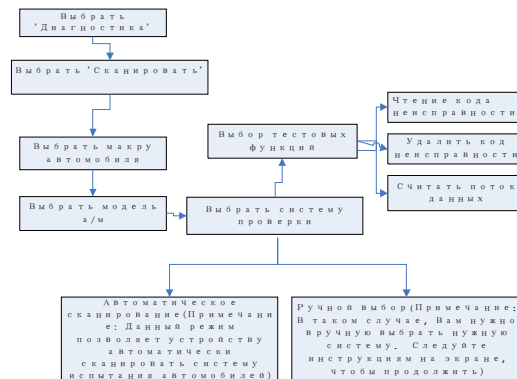 Выбрать
'Диагностика'
Выбрать 'Сканировать'
Выбрать макру
автомобиля
Выбрать модель
а/м
Выбрать систему
проверки
Выбор тестовых
функций
Чтение кода
неисправности
Удалить код
неисправности
Считать поток
данных
Автоматическое
сканирование(Примечани
е: Данный режим
позволяет устройству
автоматически
сканировать систему
испытания автомобилей)
Ручной выбор(Примечание:
В таком случае, Вам нужно
вручную выбрать нужную
систему. Следуйте
инструкциям на экране,
чтобы продолжить)